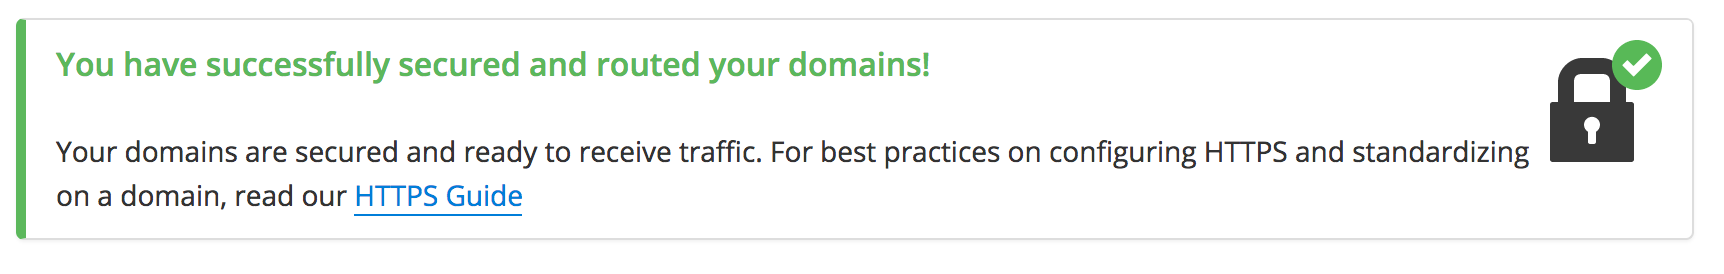 You have successfully secured and routed your domains!
Your domains are secured and ready to receive traffic. For best practices on configuring HTTPS and standardizing
on a domain, read our HTTPS Guide